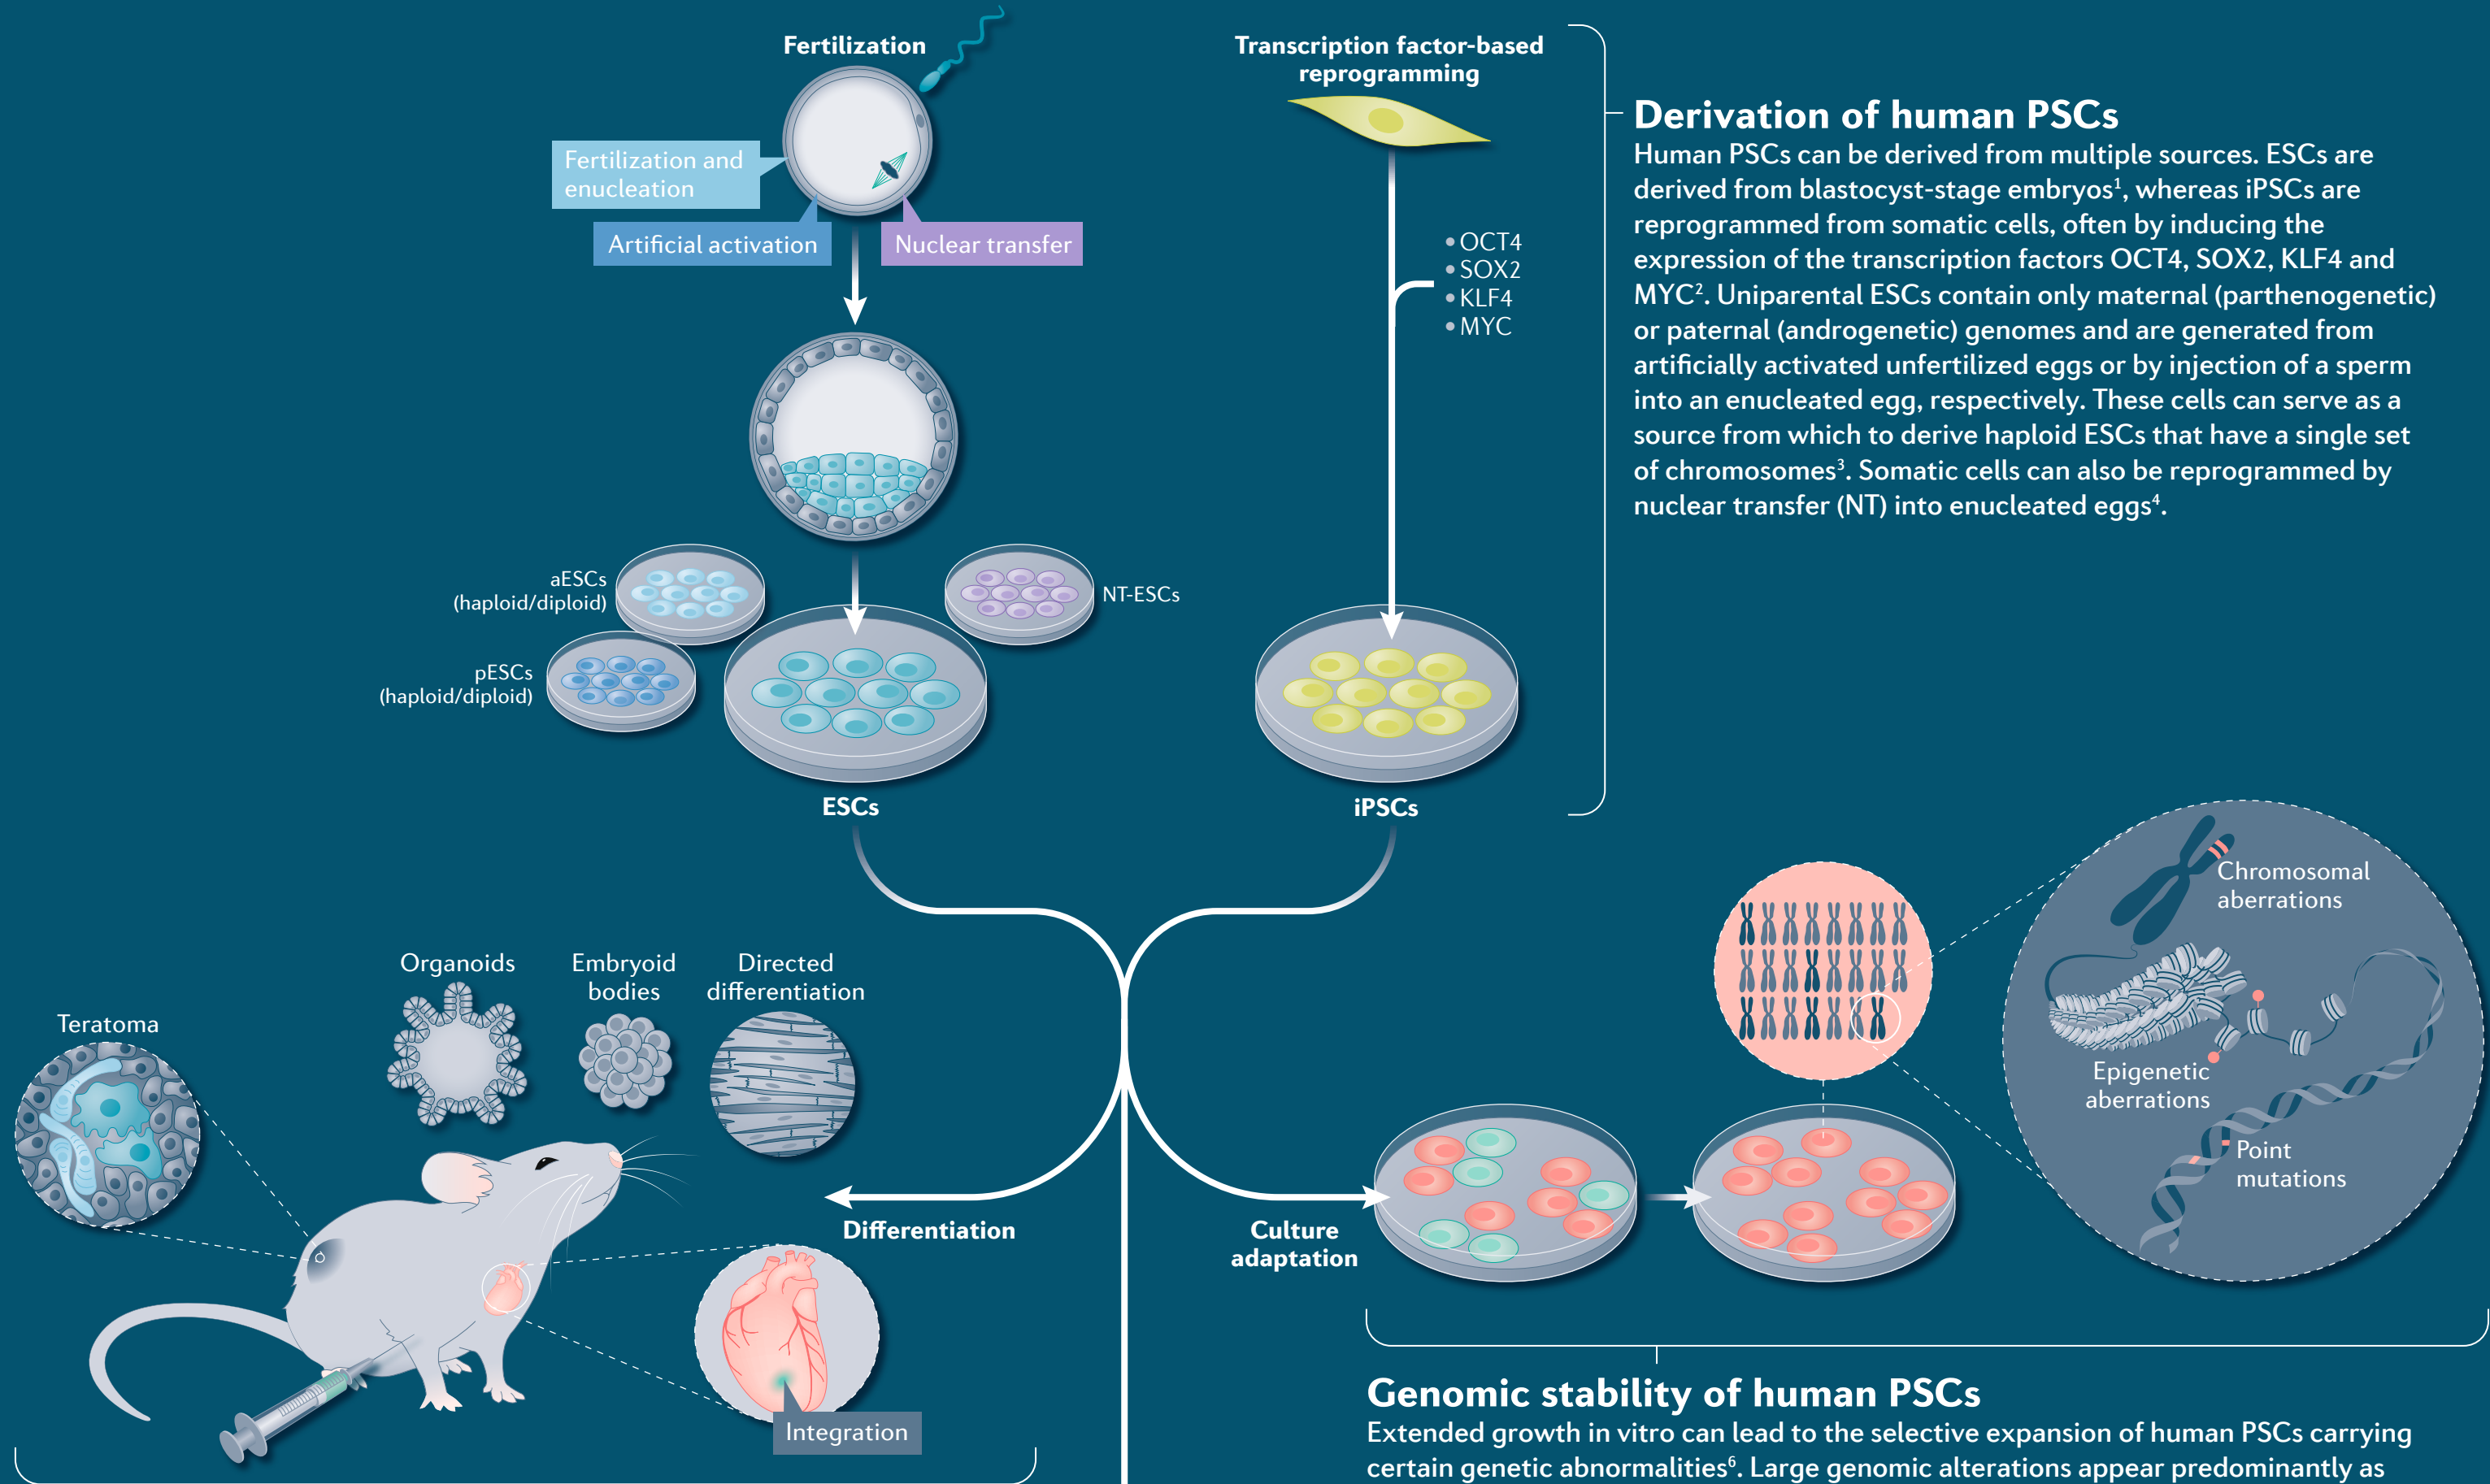 Fertilization
Fertilization and
enucleation
Artificial activation
Nuclear transfer
aESCs
(haploid/diploid)
pESCs
(haploid/diploid)
NT-ESCs
ESCs
Transcription factor-based
reprogramming
• OCT4
• SOX2
• KLF4
• MYC
iPSCs
Derivation of human PSCs
Human PSCs can be derived from multiple sources. ESCs are
derived from blastocyst-stage embryos¹, whereas iPSCs are
reprogrammed from somatic cells, often by inducing the
expression of the transcription factors OCT4, SOX2, KLF4 and
MYC². Uniparental ESCs contain only maternal (parthenogenetic)
or paternal (androgenetic) genomes and are generated from
artificially activated unfertilized eggs or by injection of a sperm
into an enucleated egg, respectively. These cells can serve as a
source from which to derive haploid ESCs that have a single set
of chromosomes³. Somatic cells can also be reprogrammed by
nuclear transfer (NT) into enucleated eggs⁴.
Teratoma
Organoids
Embryoid
bodies
Directed
differentiation
Differentiation
Integration
Culture
adaptation
Chromosomal
aberrations
Epigenetic
aberrations
Point
mutations
Genomic stability of human PSCs
Extended growth in vitro can lead to the selective expansion of human PSCs carrying
certain genetic abnormalities⁶. Large genomic alterations appear predominantly as